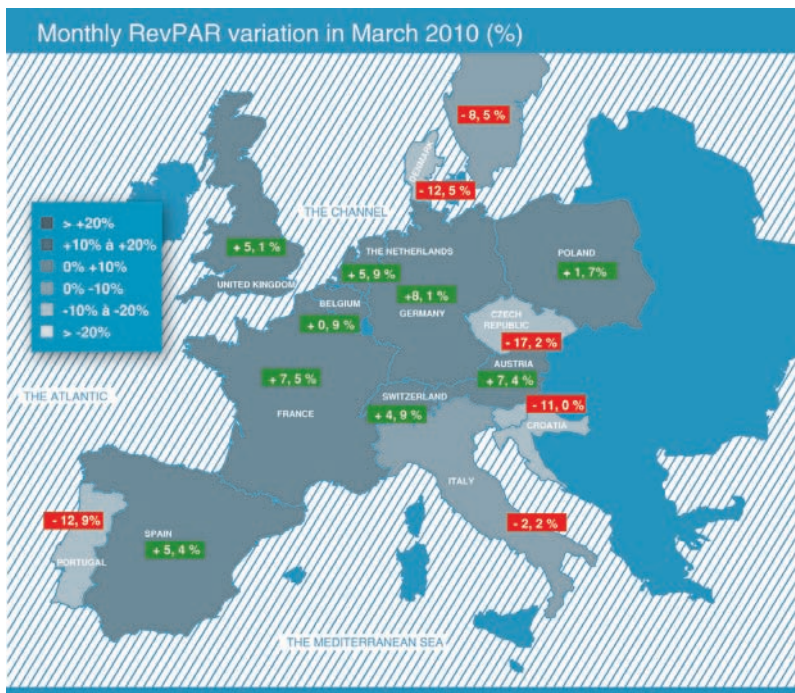 Monthly RevPAR variation in March 2010 (%)
- 8, 5 %
DENMARK
- 12, 5 %
THE CHANNEL
> +20%
+10% à +20%
0% +10%
0% -10%
-10% à -20%
> -20%
+ 5, 1 %
UNITED KINGDOM
THE NETHERLANDS
+ 5, 9 %
POLAND
+ 1, 7%
+8, 1 %
GERMANY
BELGIUM
+ 0, 9 %
CZECH
REPUBLIC
- 17, 2 %
AUSTRIA
+ 7, 4 %
+ 7, 5 %
FRANCE
SWITZERLAND
+ 4, 9 %
- 11, 0 %
CROATIA
THE ATLANTIC
ITALY
- 2, 2 %
- 12, 9%
PORTUGAL
SPAIN
+ 5, 4 %
THE MEDITERRANEAN SEA